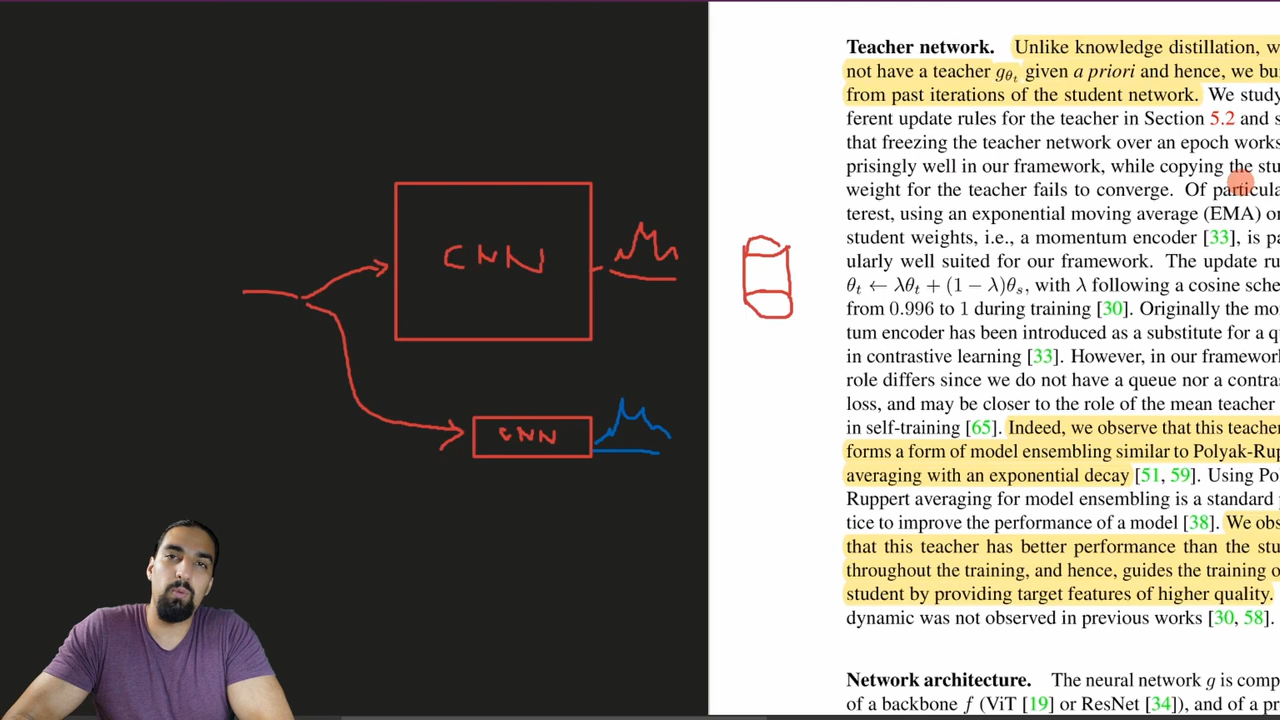 CNN
CNN
Teacher network. Unlike knowledge distillation, w
not have a teacher gθt given a priori and hence, we bu
from past iterations of the student network. We study
ferent update rules for the teacher in Section 5.2 and s
that freezing the teacher network over an epoch works
prisingly well in our framework, while copying the stu
weight for the teacher fails to converge. Of particula
terest, using an exponential moving average (EMA) on
student weights, i.e., a momentum encoder [33], is pa
ularly well suited for our framework. The update ru
θt ← λθt + (1 − λ)θs, with λ following a cosine sche
from 0.996 to 1 during training [30]. Originally the mo
tum encoder has been introduced as a substitute for a q
in contrastive learning [33]. However, in our framework
role differs since we do not have a queue nor a contra
loss, and may be closer to the role of the mean teacher
in self-training [65]. Indeed, we observe that this teacher
forms a form of model ensembling similar to Polyak-Rup
averaging with an exponential decay [51, 59]. Using Po
Ruppert averaging for model ensembling is a standard p
tice to improve the performance of a model [38]. We obs
that this teacher has better performance than the stu
throughout the training, and hence, guides the training o
student by providing target features of higher quality.
dynamic was not observed in previous works [30, 58].
Network architecture. The neural network g is comp
of a backbone f (ViT [19] or ResNet [34]), and of a pr